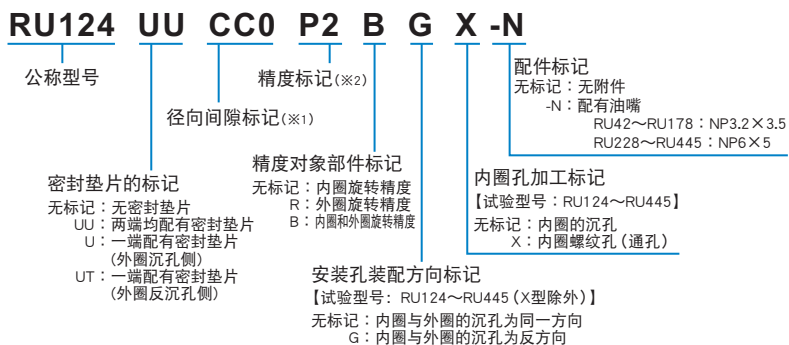 RU124 UU CC0 P2 B G X -N
公称型号
精度标记(※2)
径向间隙标记(※1)
配件标记
无标记：无附件
-N：配有油嘴
RU42～RU178：NP3.2×3.5
RU228～RU445：NP6×5
密封垫片的标记
无标记：无密封垫片
UU：两端均配有密封垫片
U：一端配有密封垫片
(外圈沉孔侧)
UT：一端配有密封垫片
(外圈反沉孔侧)
精度对象部件标记
无标记：内圈旋转精度
R：外圈旋转精度
B：内圈和外圈旋转精度
内圈孔加工标记
【试验型号：RU124～RU445】
无标记：内圈的沉孔
X：内圈螺纹孔(通孔)
安装孔装配方向标记
【试验型号：RU124～RU445(X型除外)】
无标记：内圈与外圈的沉孔为同一方向
G：内圈与外圈的沉孔为反方向